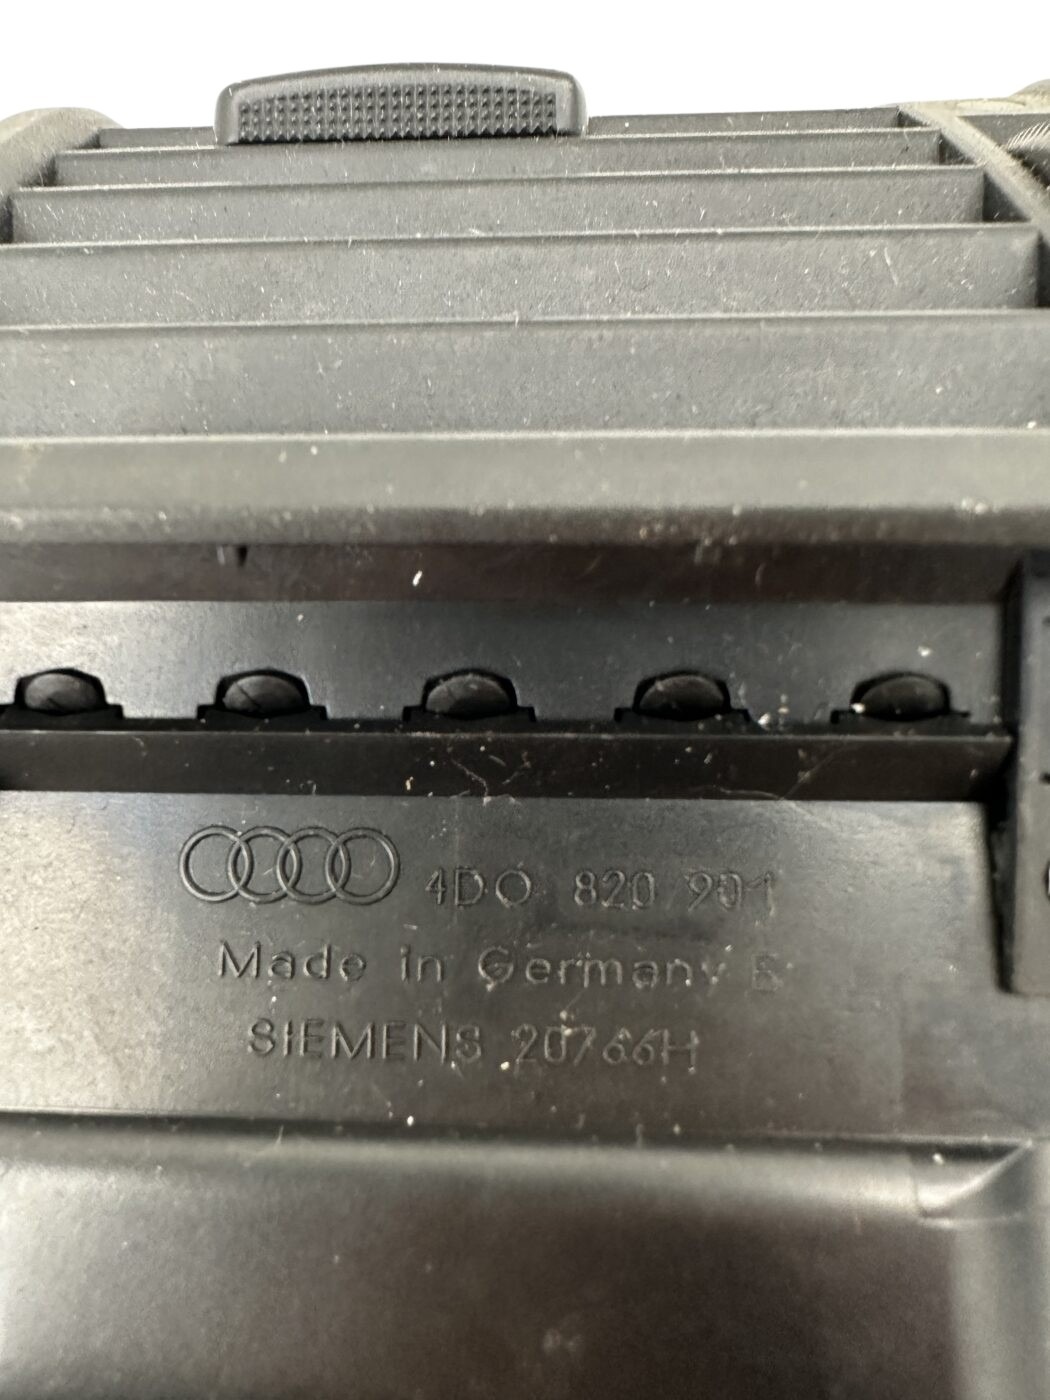 4D0 820 901
Made in Germany B
SIEMENS 20766H